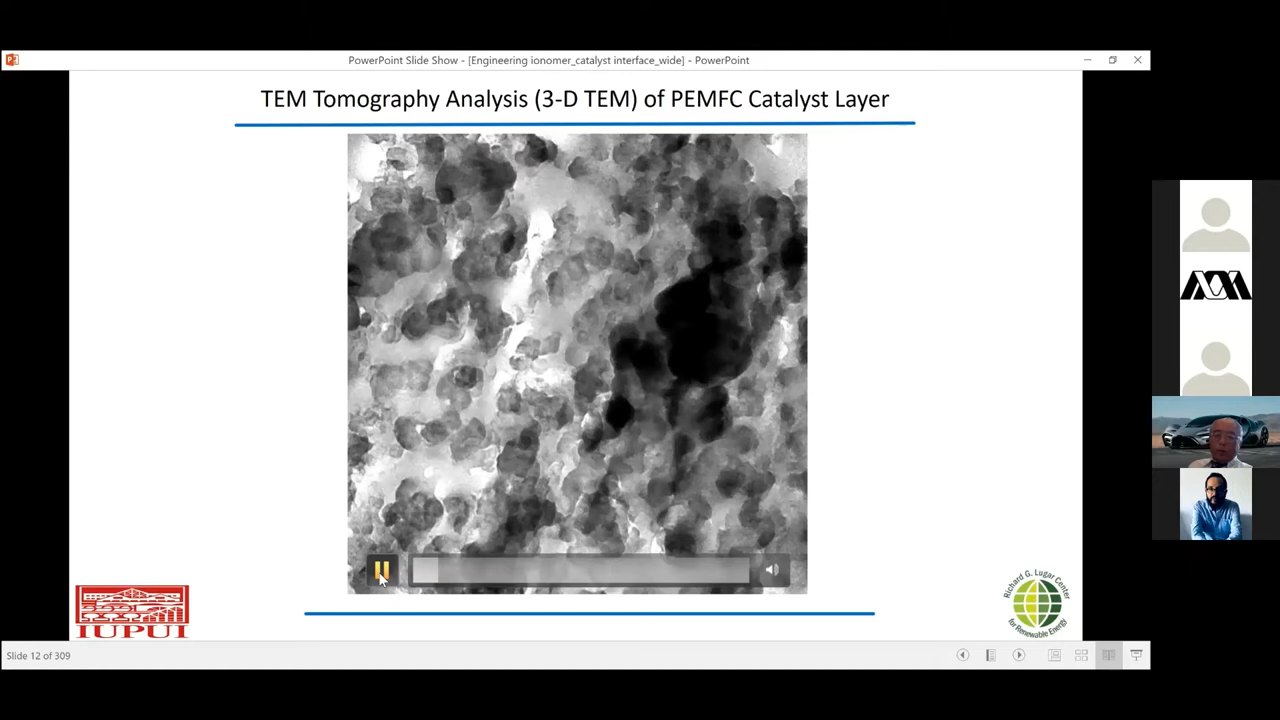 PowerPoint Slide Show - [Engineering ionomer_catalyst interface_wide] - PowerPoint
TEM Tomography Analysis (3-D TEM) of PEMFC Catalyst Layer
IUPUI
Richard G. Lugar Center
for Renewable Energy
Slide 12 of 309